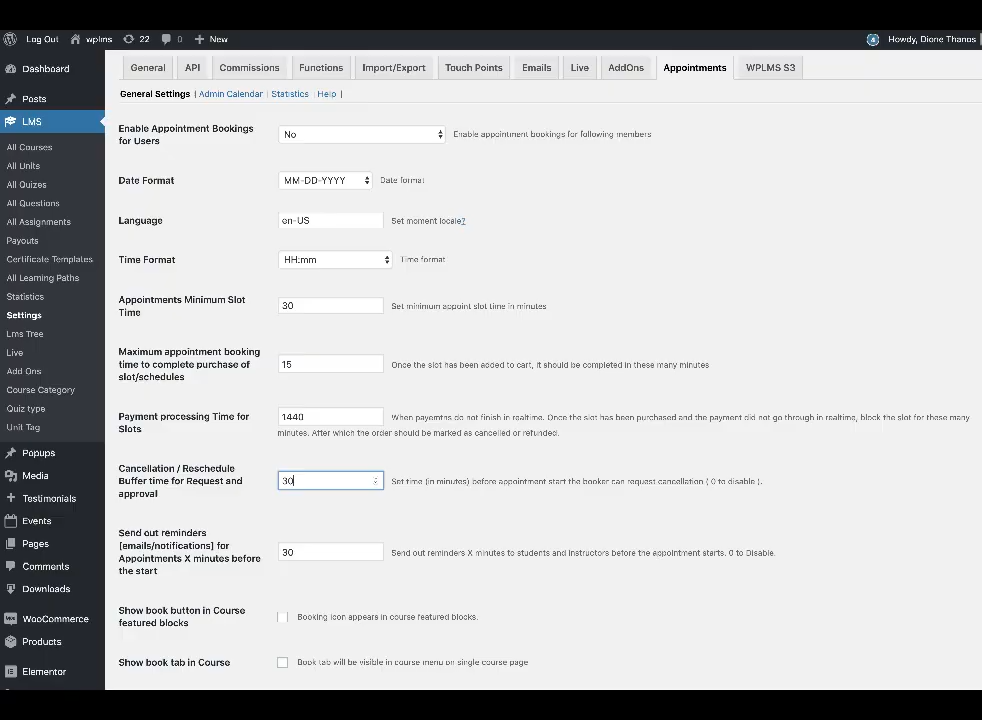 Log Out wplms 22 0 New Howdy, Dione Thanos
Dashboard
Posts
LMS
All Courses
All Units
All Quizes
All Questions
All Assignments
Payouts
Certificate Templates
All Learning Paths
Statistics
Settings
Lms Tree
Live
Add Ons
Course Category
Quiz type
Unit Tag
Popups
Media
Testimonials
Events
Pages
Comments
Downloads
WooCommerce
Products
Elementor
General API Commissions Functions Import/Export Touch Points Emails Live AddOns Appointments WPLMS S3
General Settings | Admin Calendar | Statistics | Help |
Enable Appointment Bookings
for Users
No
Enable appointment bookings for following members
Date Format
MM-DD-YYYY
Date format
Language
en-US
Set moment locale?
Time Format
HH:mm
Time format
Appointments Minimum Slot
Time
30
Set minimum appoint slot time in minutes
Maximum appointment booking
time to complete purchase of
slot/schedules
15
Once the slot has been added to cart, it should be completed in these many minutes
Payment processing Time for
Slots
1440
When payemtns do not finish in realtime. Once the slot has been purchased and the payment did not go through in realtime, block the slot for these many
minutes. After which the order should be marked as cancelled or refunded.
Cancellation / Reschedule
Buffer time for Request and
approval
30
Set time (in minutes) before appointment start the booker can request cancellation ( 0 to disable ).
Send out reminders
[emails/notifications] for
Appointments X minutes before
the start
30
Send out reminders X minutes to students and instructors before the appointment starts. 0 to Disable.
Show book button in Course
featured blocks
Booking icon appears in course featured blocks.
Show book tab in Course
Book tab will be visible in course menu on single course page